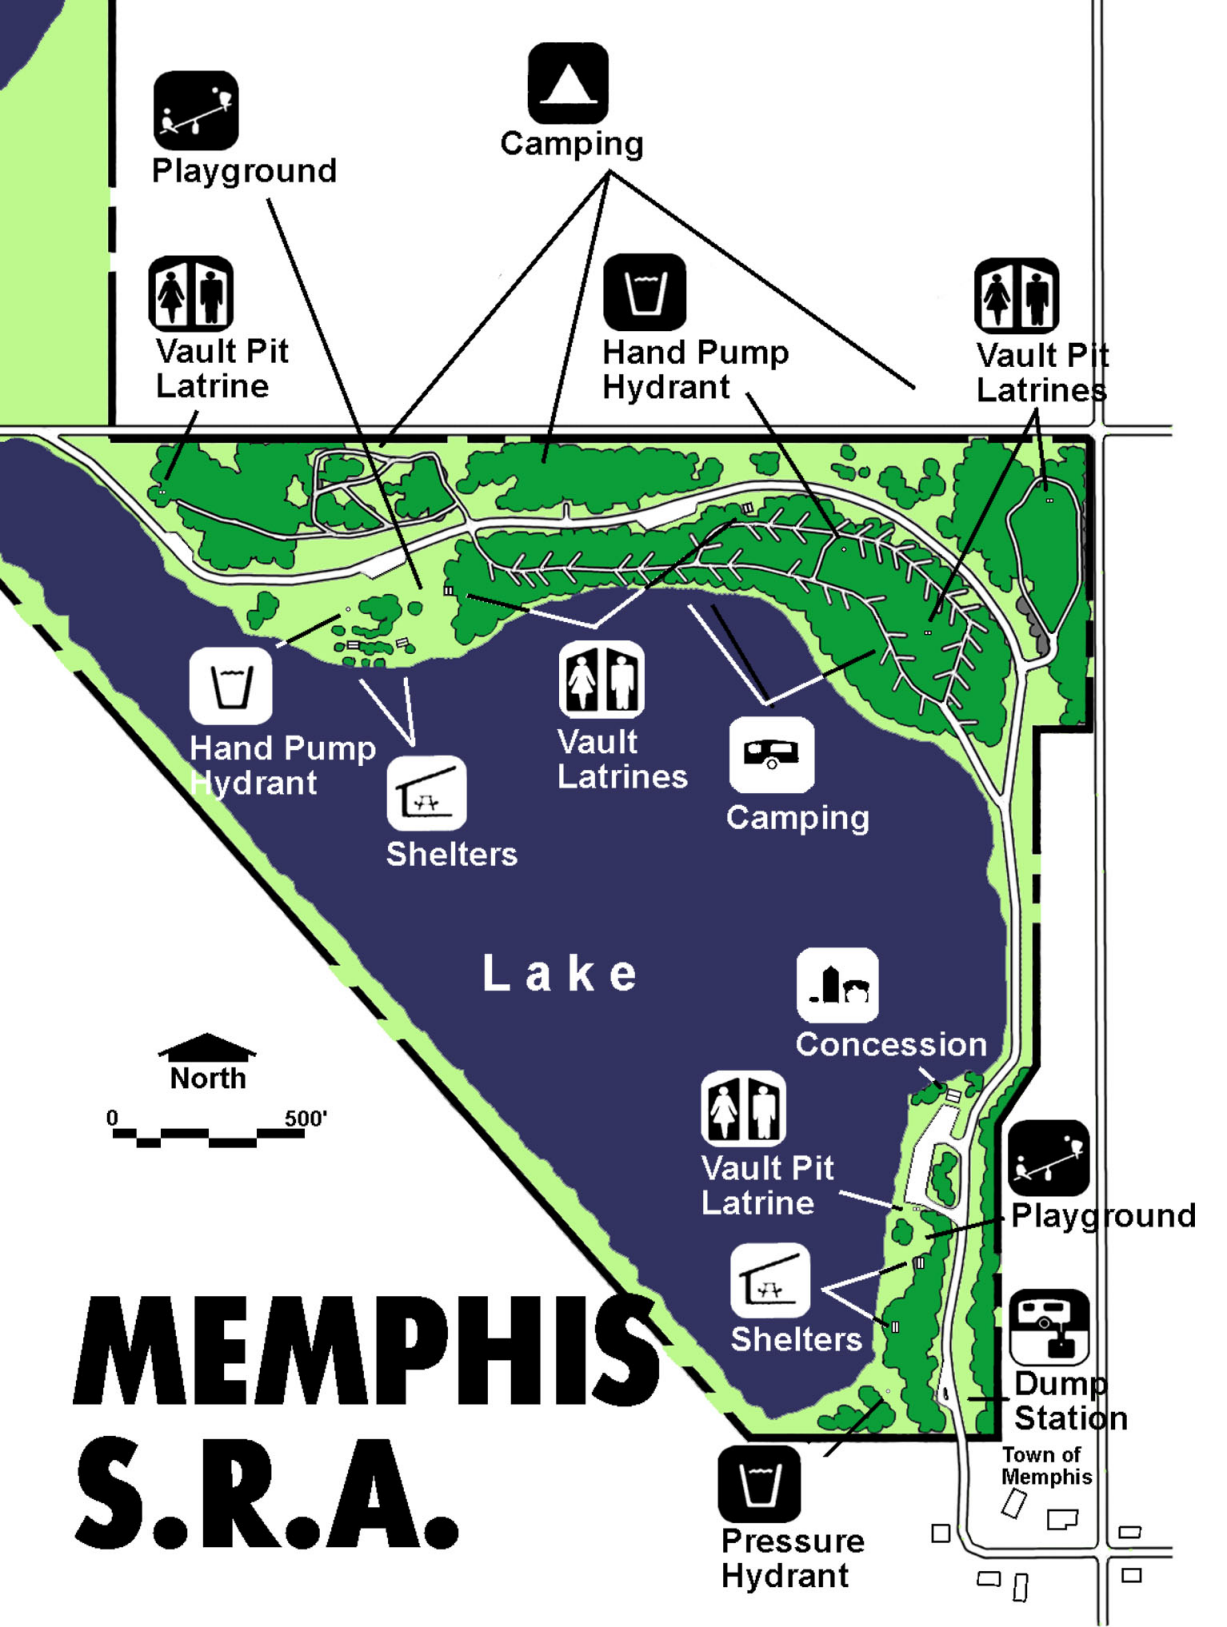 Camping
Playground
Vault Pit
Latrine
Hand Pump
Hydrant
Vault Pit
Latrines
Hand Pump
Hydrant
Shelters
Vault
Latrines
Camping
Lake
Concession
North
0 500'
Vault Pit
Latrine
Playground
Shelters
Dump
Station
MEMPHIS
S.R.A.
Town of
Memphis
Pressure
Hydrant